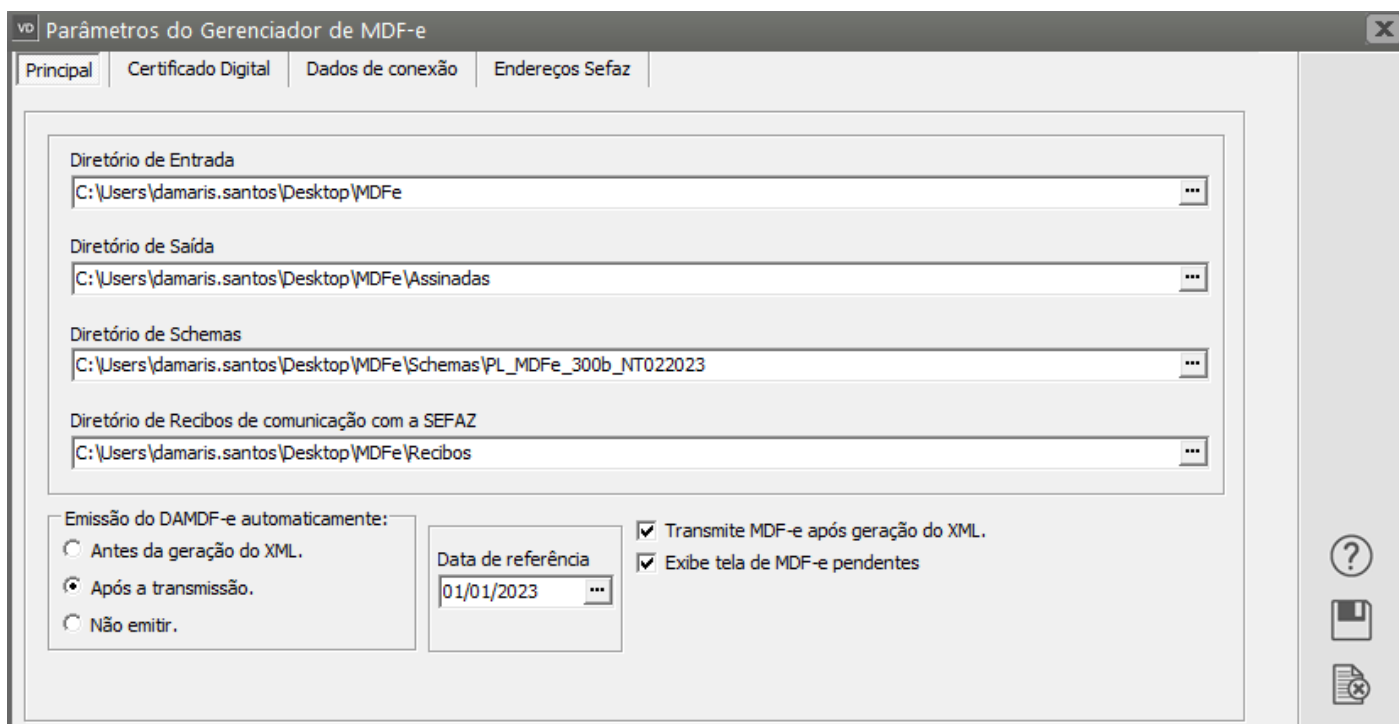 VD Parâmetros do Gerenciador de MDF-e X
Principal Certificado Digital Dados de conexão Endereços Sefaz
Diretório de Entrada
C:\Users\damaris.santos\Desktop\MDFe ...
Diretório de Saída
C:\Users\damaris.santos\Desktop\MDFe\Assinadas ...
Diretório de Schemas
C:\Users\damaris.santos\Desktop\MDFe\Schemas\PL_MDFe_300b_NT022023 ...
Diretório de Recibos de comunicação com a SEFAZ
C:\Users\damaris.santos\Desktop\MDFe\Recibos ...
Emissão do DAMDF-e automaticamente:
Antes da geração do XML.
Após a transmissão.
Não emitir.
Data de referência
01/01/2023 ...
Transmite MDF-e após geração do XML.
Exibe tela de MDF-e pendentes
?